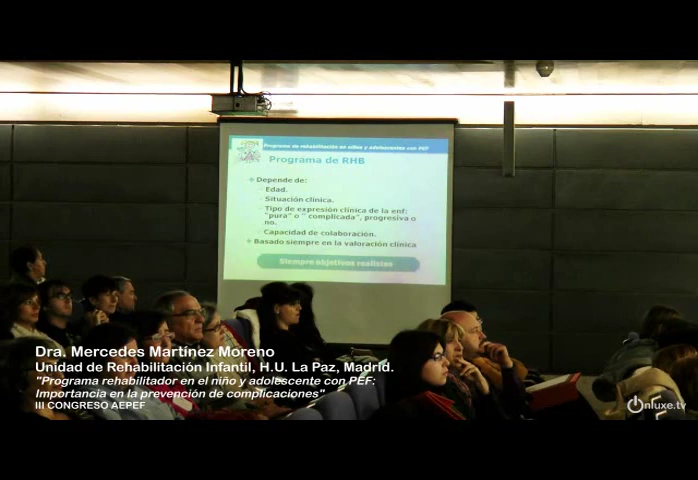 Programa de rehabilitación en niños y adolescentes con PEF
Programa de RHB
Depende de:
Edad.
Situación clínica.
Tipo de expresión clínica de la enf:
"pura" o " complicada", progresiva o
no.
Capacidad de colaboración.
Basado siempre en la valoración clínica
Siempre objetivos realistas
Dra. Mercedes Martínez Moreno
Unidad de Rehabilitación Infantil, H.U. La Paz, Madrid.
"Programa rehabilitador en el niño y adolescente con PEF:
Importancia en la prevención de complicaciones"
III CONGRESO AEPEF
Onluxe.tv